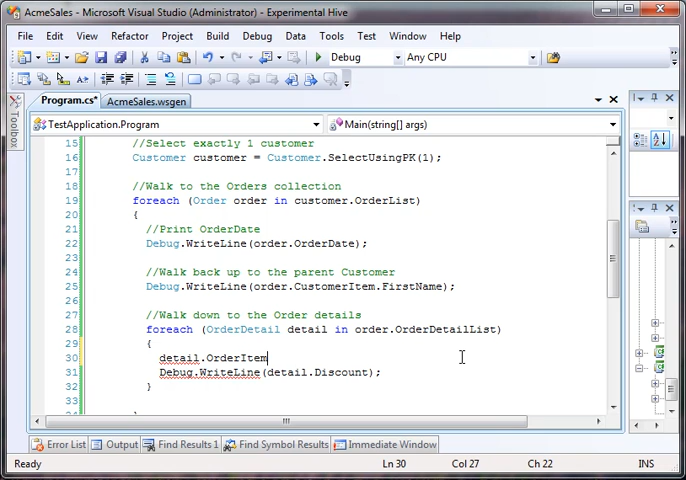 AcmeSales - Microsoft Visual Studio (Administrator) - Experimental Hive
File Edit View Refactor Project Build Debug Data Tools Test Window Help
Debug Any CPU
Program.cs* AcmeSales.wsgen
Toolbox
TestApplication.Program Main(string[] args)
15 //Select exactly 1 customer
16 Customer customer = Customer.SelectUsingPK(1);
17
18 //Walk to the Orders collection
19 foreach (Order order in customer.OrderList)
20 {
21 //Print OrderDate
22 Debug.WriteLine(order.OrderDate);
23
24 //Walk back up to the parent Customer
25 Debug.WriteLine(order.CustomerItem.FirstName);
26
27 //Walk down to the Order details
28 foreach (OrderDetail detail in order.OrderDetailList)
29 {
30 detail.OrderItem
31 Debug.WriteLine(detail.Discount);
32 }
33
Error List Output Find Results 1 Find Symbol Results Immediate Window
Ready Ln 30 Col 27 Ch 22 INS